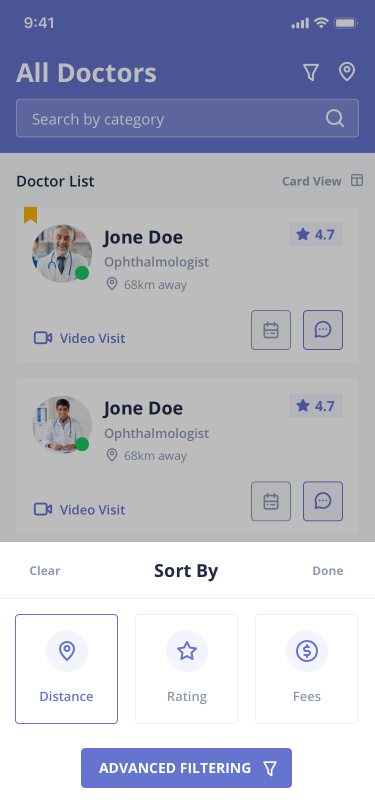 9:41
All Doctors
Search by category
Doctor List
Card View
Jone Doe
4.7
Ophthalmologist
68km away
Video Visit
Jone Doe
4.7
Ophthalmologist
68km away
Video Visit
Clear
Sort By
Done
Distance
Rating
Fees
ADVANCED FILTERING